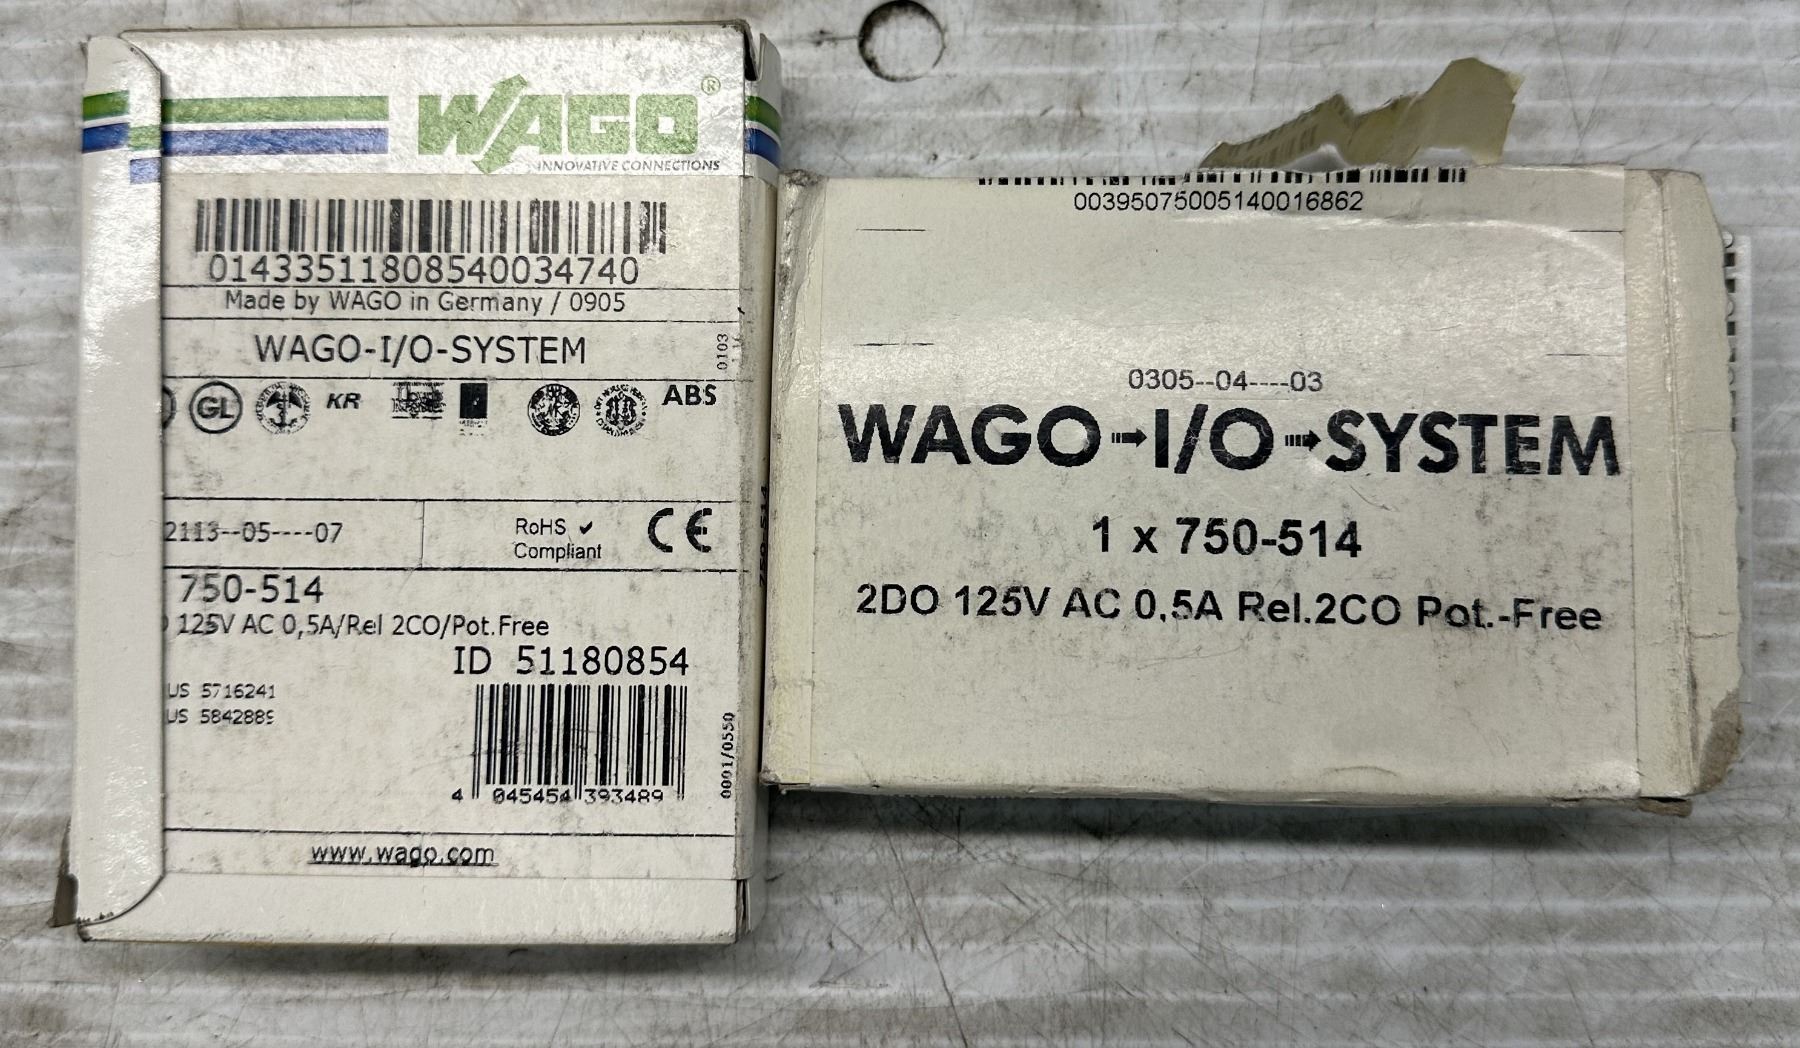 WAGO®
INNOVATIVE CONNECTIONS
01433511808540034740
Made by WAGO in Germany / 0905
WAGO-I/O-SYSTEM
0103
GL KR ABS
2113--05----07
RoHS ✓
Compliant
CE
750-514
125V AC 0,5A/Rel 2CO/Pot.Free
ID 51180854
US 5716241
US 5842889
4 045454 393489
0001/0550
www.wago.com
00395075005140016862
0305--04----03
WAGO→I/O→SYSTEM
1 x 750-514
2DO 125V AC 0,5A Rel.2CO Pot.-Free